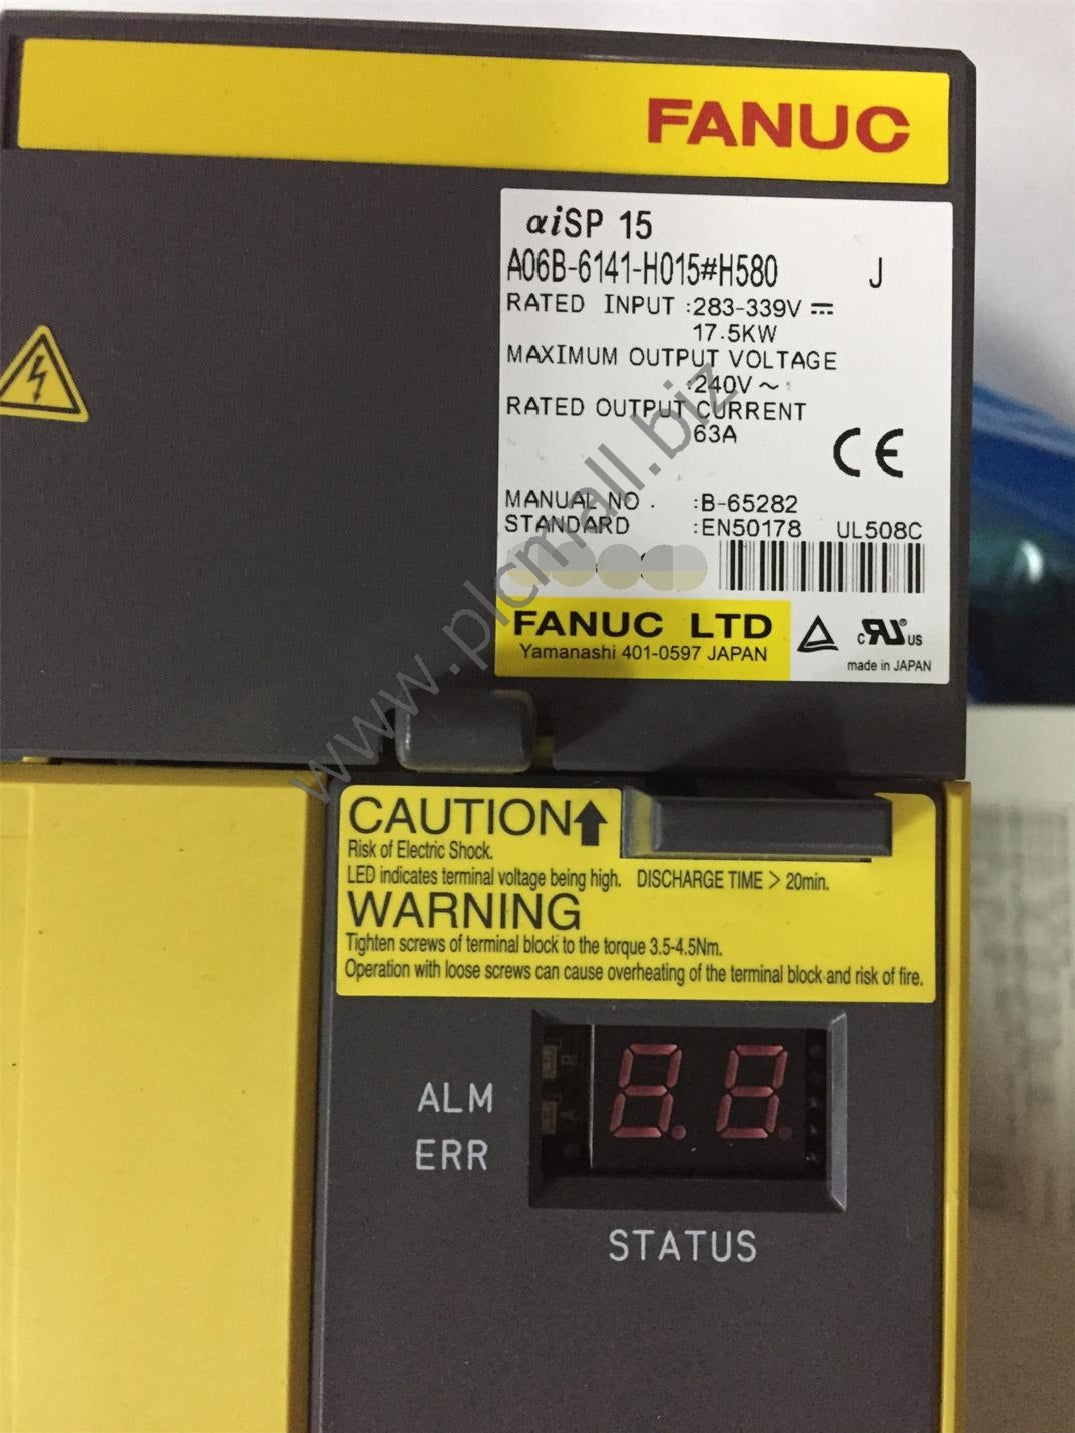 FANUC
αiSP 15
A06B-6141-H015#H580 J
RATED INPUT :283-339V ⎓
17.5KW
MAXIMUM OUTPUT VOLTAGE
:240V ~
RATED OUTPUT CURRENT
63A
CE
MANUAL NO. :B-65282
STANDARD :EN50178 UL508C
FANUC LTD
Yamanashi 401-0597 JAPAN
c RU ® US
made in JAPAN
www.plcmall.biz
CAUTION
Risk of Electric Shock.
LED indicates terminal voltage being high. DISCHARGE TIME > 20min.
WARNING
Tighten screws of terminal block to the torque 3.5-4.5Nm.
Operation with loose screws can cause overheating of the terminal block and risk of fire.
8.8.
R
ALM
A
ERR
STATUS